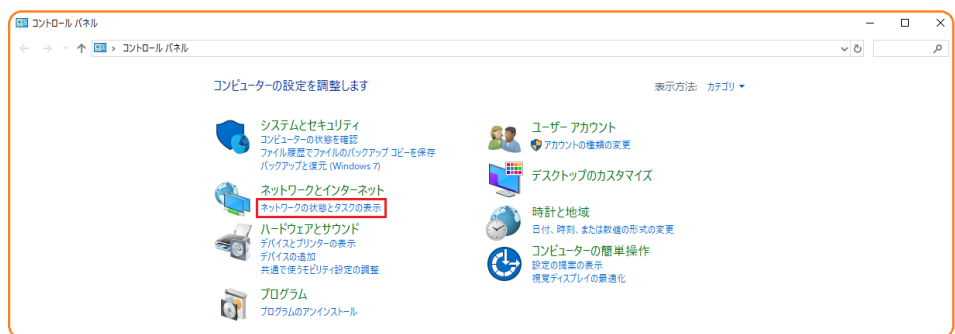 コントロール パネル
コントロール パネル
コンピューターの設定を調整します
表示方法: カテゴリ
システムとセキュリティ
コンピューターの状態を確認
ファイル履歴でファイルのバックアップ コピーを保存
バックアップと復元 (Windows 7)
ネットワークとインターネット
ネットワークの状態とタスクの表示
ハードウェアとサウンド
デバイスとプリンターの表示
デバイスの追加
共通で使うモビリティ設定の調整
プログラム
プログラムのアンインストール
ユーザー アカウント
アカウントの種類の変更
デスクトップのカスタマイズ
時計と地域
日付、時刻、または数値の形式の変更
コンピューターの簡単操作
設定の提案の表示
視覚ディスプレイの最適化